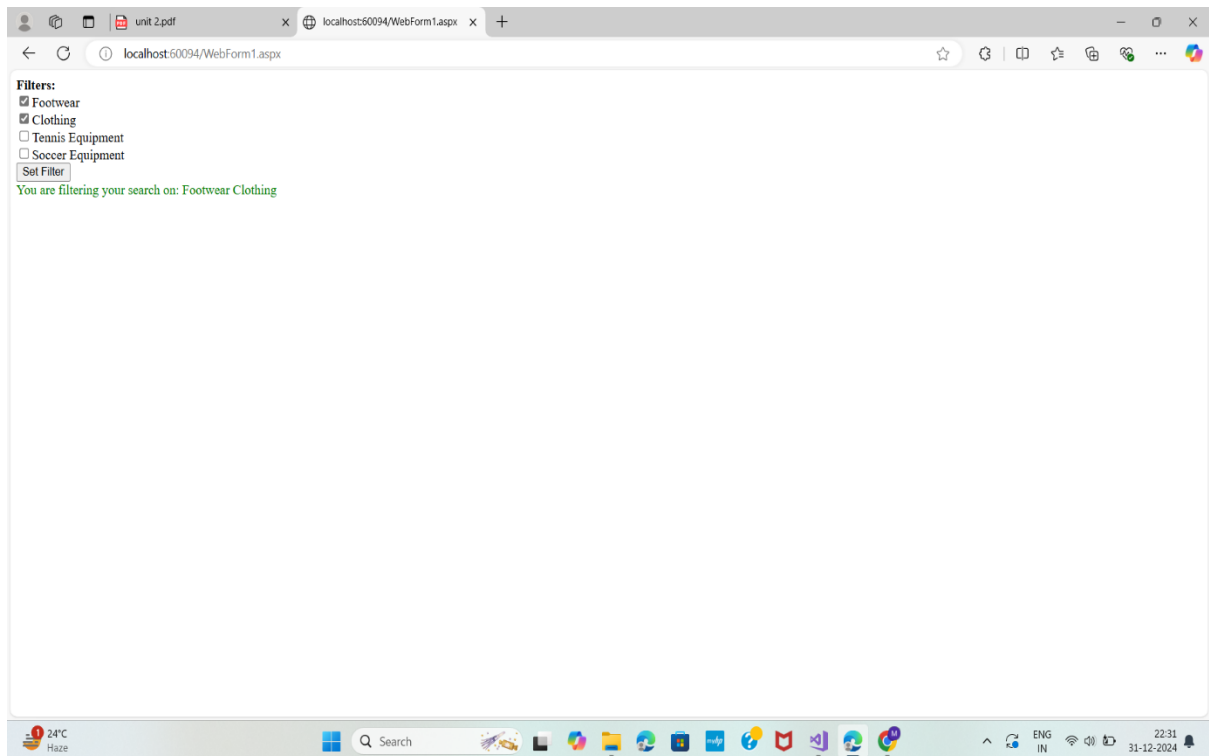 unit 2.pdf
localhost:60094/WebForm1.aspx
localhost:60094/WebForm1.aspx
Filters:
Footwear
Clothing
Tennis Equipment
Soccer Equipment
Set Filter
You are filtering your search on: Footwear Clothing
1 24°C
Haze
Search
ENG
IN
22:31
31-12-2024